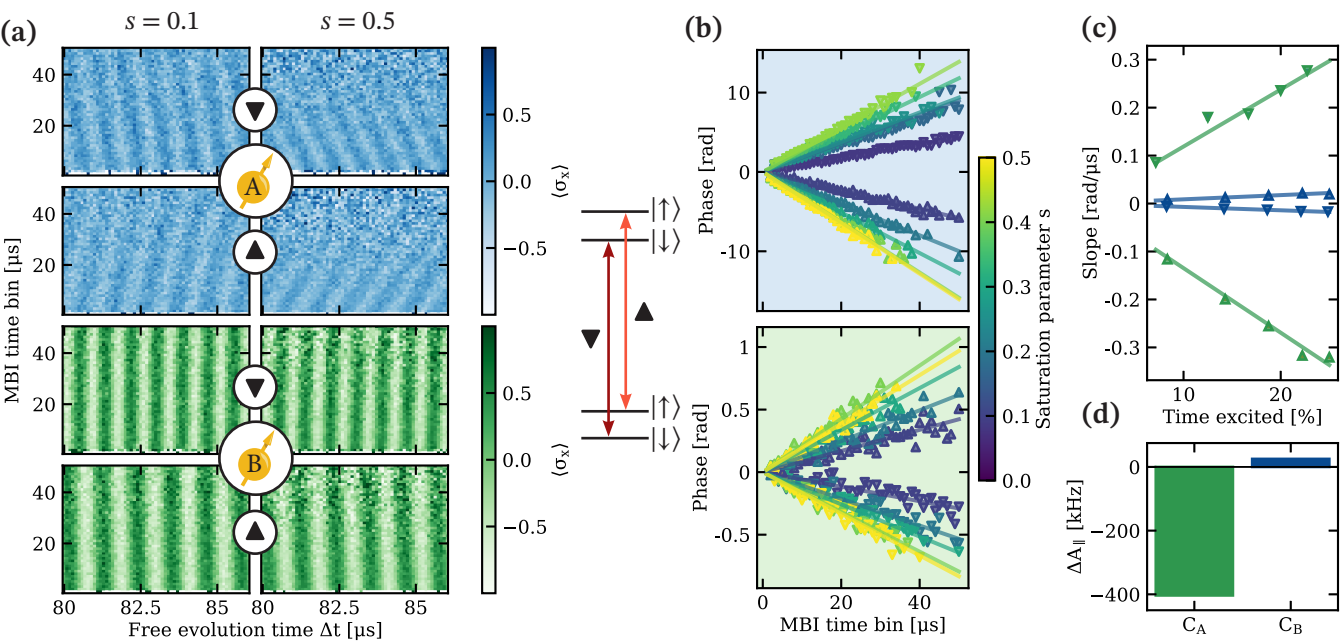 (a)
s = 0.1
s = 0.5
MBI time bin [μs]
40
20
40
20
40
20
40
20
A
B
80
82.5
85
80
82.5
85
Free evolution time Δt [μs]
⟨σx⟩
0.5
0.0
−0.5
⟨σx⟩
0.5
0.0
−0.5
|↑⟩
|↓⟩
|↑⟩
|↓⟩
(b)
Phase [rad]
10
0
-10
Phase [rad]
1
0.5
0
-0.5
0
20
40
MBI time bin [μs]
0.5
0.4
0.3
0.2
0.1
0.0
Saturation parameter s
(c)
Slope [rad/μs]
0.3
0.2
0.1
0
-0.1
-0.2
-0.3
10
20
Time excited [%]
(d)
ΔA∥ [kHz]
0
−200
−400
CA
CB